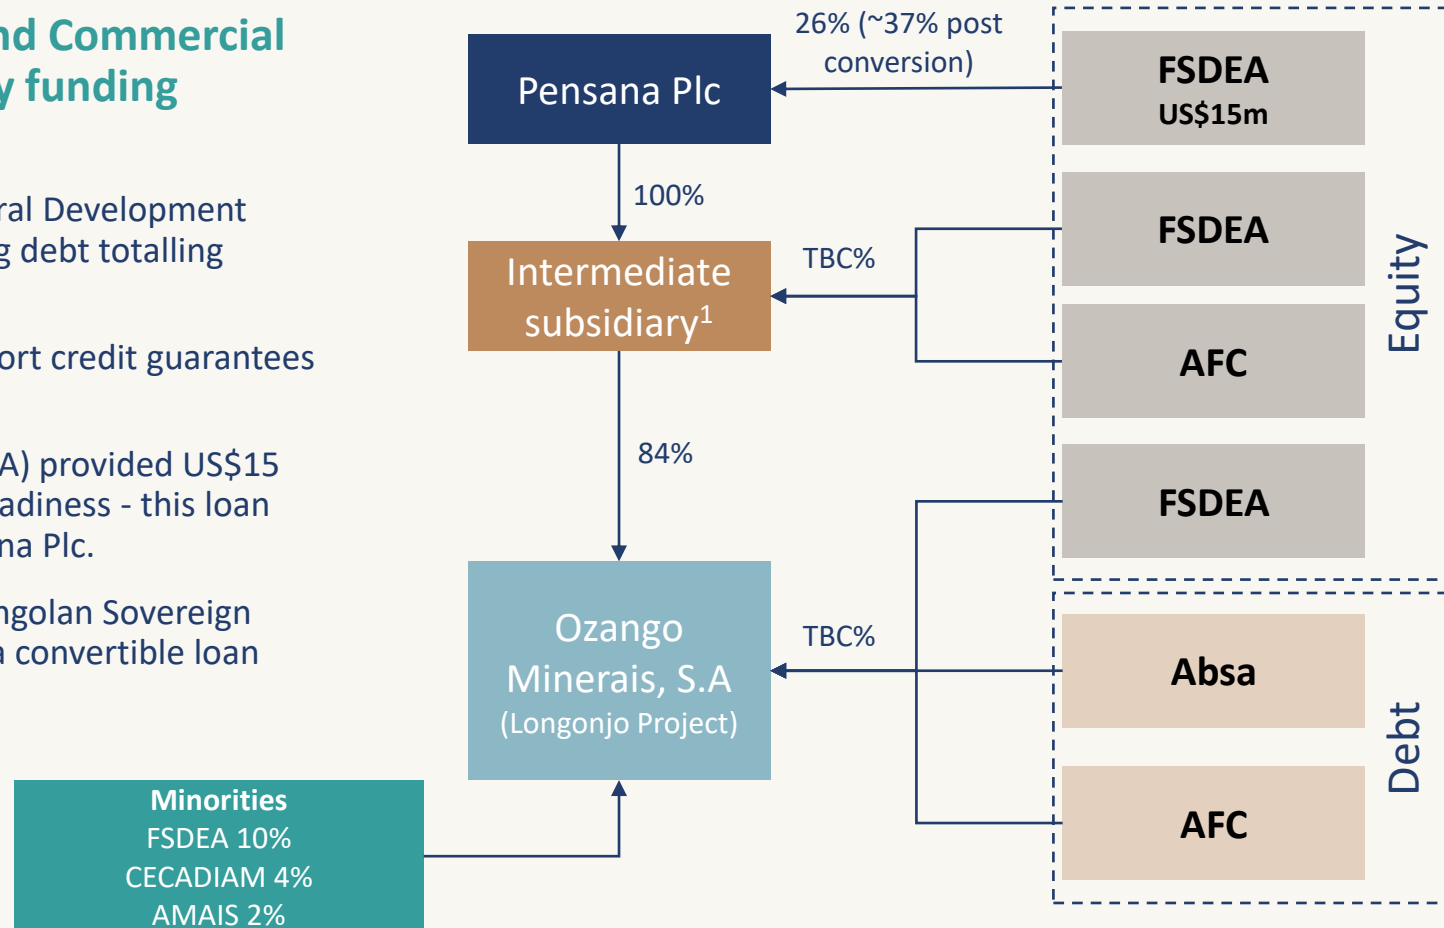 nd Commercial
y funding
ral Development
g debt totalling
ort credit guarantees
A) provided US$15
adiness - this loan
na Plc.
ngolan Sovereign
a convertible loan
Pensana Plc
26% (~37% post
conversion)
FSDEA
US$15m
100%
Intermediate
subsidiary¹
TBC%
FSDEA
AFC
Equity
84%
FSDEA
Ozango
Minerais, S.A
(Longonjo Project)
TBC%
Absa
AFC
Debt
Minorities
FSDEA 10%
CECADIAM 4%
AMAIS 2%